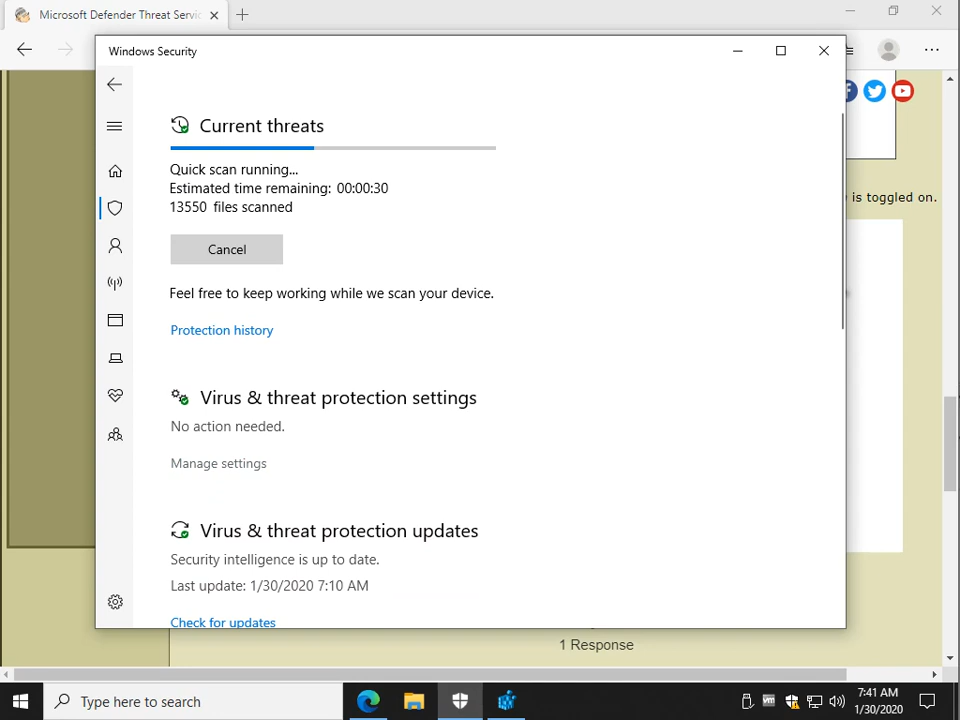 Microsoft Defender Threat Servic
Windows Security
Current threats
Quick scan running...
Estimated time remaining: 00:00:30
13550 files scanned
is toggled on.
Cancel
Feel free to keep working while we scan your device.
Protection history
Virus & threat protection settings
No action needed.
Manage settings
Virus & threat protection updates
Security intelligence is up to date.
Last update: 1/30/2020 7:10 AM
Check for updates
1 Response
Type here to search
7:41 AM
1/30/2020